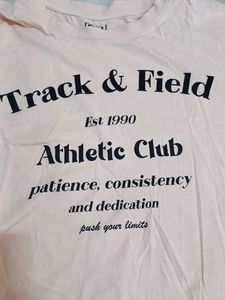 Track & Field
Est 1990
Athletic Club
patience, consistency
and dedication
push your limits